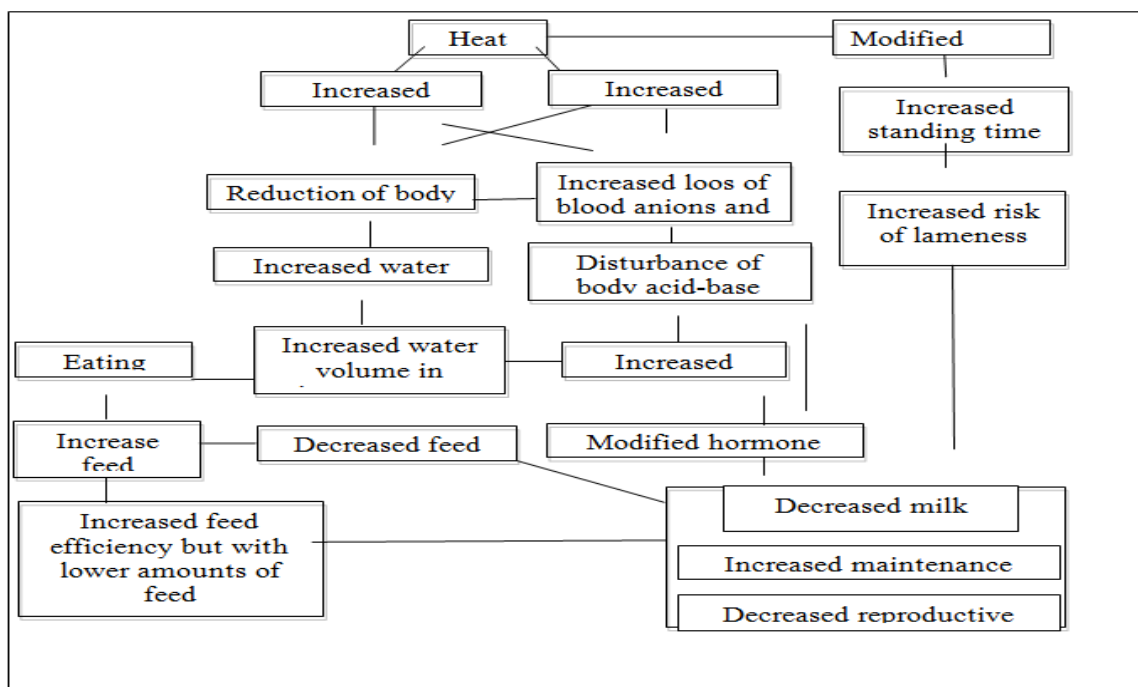 Heat
Modified
Increased
Increased
Increased
standing time
Reduction of body
Increased loos of
blood anions and
Increased risk
of lameness
Increased water
Disturbance of
body acid-base
Eating
Increased water
volume in
Increased
Increase
feed
Decreased feed
Modified hormone
Increased feed
efficiency but with
lower amounts of
feed
Decreased milk
Increased maintenance
Decreased reproductive